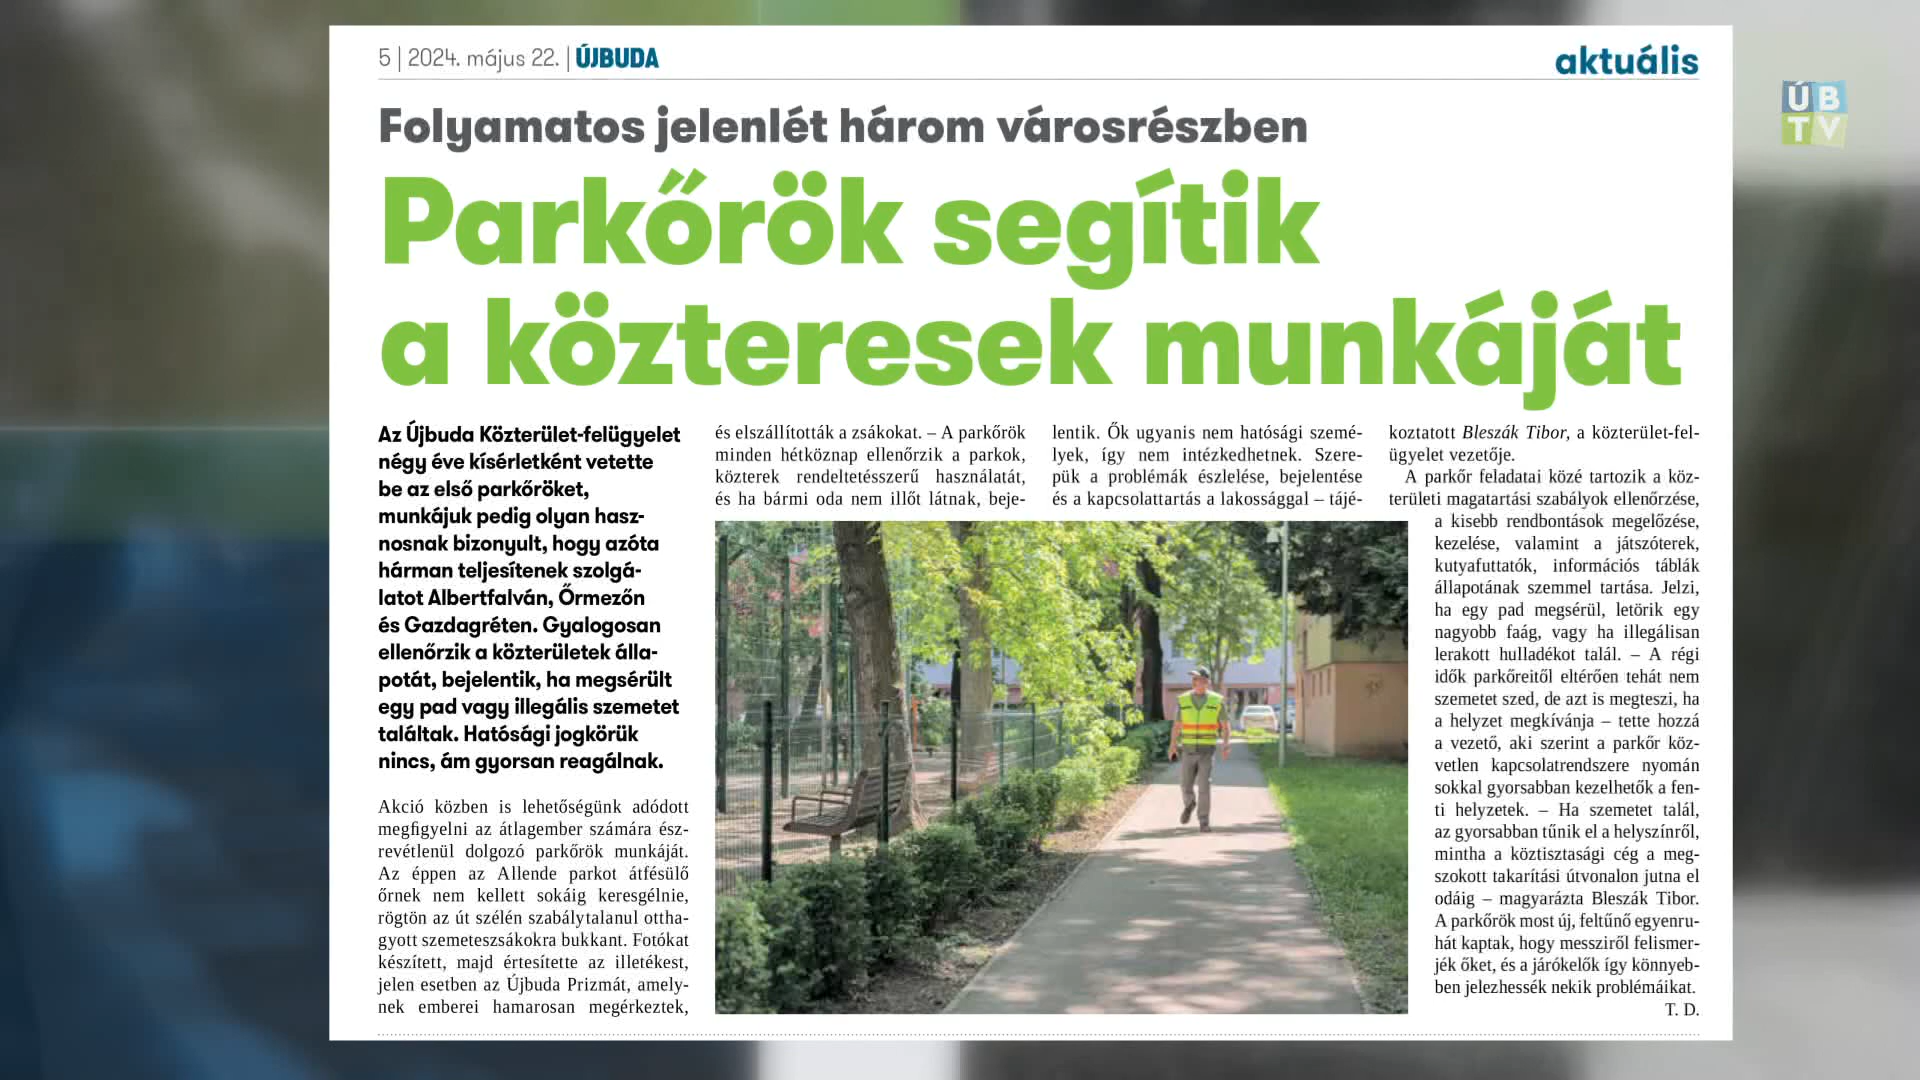 5 | 2024. május 22. | ÚJBUDA
aktuális
ÚB
TV
Folyamatos jelenlét három városrészben
Parkőrök segítik
a közteresek munkáját
Az Újbuda Közterület-felügyelet
négy éve kísérletként vetette
be az első parkőröket,
munkájuk pedig olyan hasz-
nosnak bizonyult, hogy azóta
hárman teljesítenek szolgá-
latot Albertfalván, Őrmezőn
és Gazdagréten. Gyalogosan
ellenőrzik a közterületek álla-
potát, bejelentik, ha megsérült
egy pad vagy illegális szemetet
találtak. Hatósági jogkörük
nincs, ám gyorsan reagálnak.
Akció közben is lehetőségünk adódott
megfigyelni az átlagember számára ész-
revétlenül dolgozó parkőrök munkáját.
Az éppen az Allende parkot átfésülő
őrnek nem kellett sokáig keresgélnie,
rögtön az út szélén szabálytalanul ottha-
gyott szemeteszsákokra bukkant. Fotókat
készített, majd értesítette az illetékest,
jelen esetben az Újbuda Prizmát, amely-
nek emberei hamarosan megérkeztek,
és elszállították a zsákokat. – A parkőrök
minden hétköznap ellenőrzik a parkok,
közterek rendeltetésszerű használatát,
és ha bármi oda nem illőt látnak, beje-
lentik. Ők ugyanis nem hatósági szemé-
lyek, így nem intézkedhetnek. Szere-
pük a problémák észlelése, bejelentése
és a kapcsolattartás a lakossággal – tájé-
koztatott Bleszák Tibor, a közterület-fel-
ügyelet vezetője.
A parkőr feladatai közé tartozik a köz-
területi magatartási szabályok ellenőrzése,
a kisebb rendbontások megelőzése,
kezelése, valamint a játszóterek,
kutyafuttatók, információs táblák
állapotának szemmel tartása. Jelzi,
ha egy pad megsérül, letörik egy
nagyobb faág, vagy ha illegálisan
lerakott hulladékot talál. – A régi
idők parkőreitől eltérően tehát nem
szemetet szed, de azt is megteszi, ha
a helyzet megkívánja – tette hozzá
a vezető, aki szerint a parkőr köz-
vetlen kapcsolatrendszere nyomán
sokkal gyorsabban kezelhetők a fen-
ti helyzetek. – Ha szemetet talál,
az gyorsabban tűnik el a helyszínről,
mintha a köztisztasági cég a meg-
szokott takarítási útvonalon jutna el
odáig – magyarázta Bleszák Tibor.
A parkőrök most új, feltűnő egyenru-
hát kaptak, hogy messziről felismer-
jék őket, és a járókelők így könnyeb-
ben jelezhessék nekik problémáikat.
T. D.